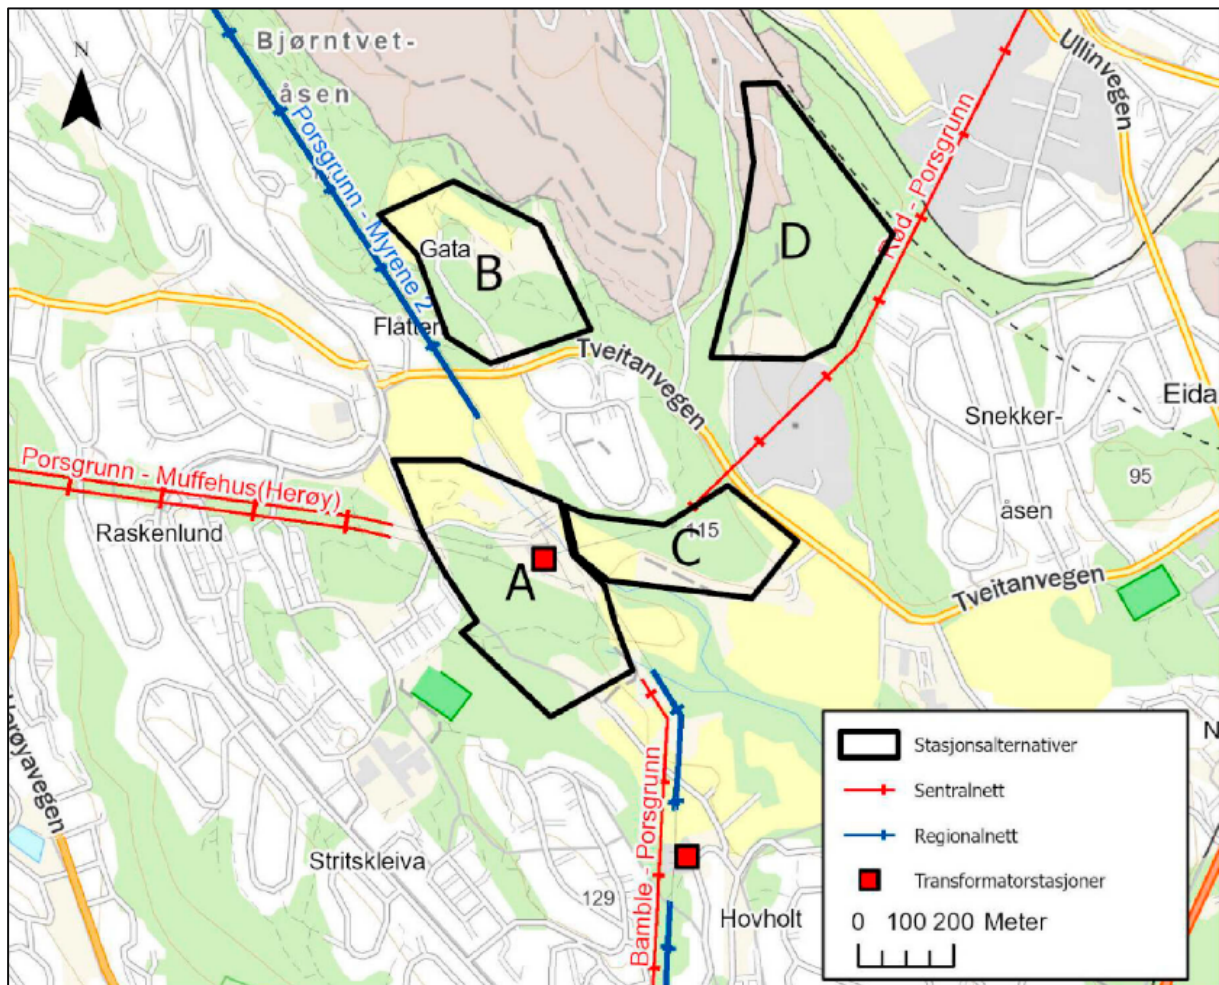 Bjørntvet-
åsen
N
Ullinvegen
Porsgrunn - Myrene 2
Rød - Porsgrunn
D
Gata
B
Flåtten
Tveitanvegen
Snekker-
åsen
Eida
95
Porsgrunn - Muffehus(Herøy)
Raskenlund
115
C
A
Tveitanvegen
Herøyavegen
Stritskleiva
129
Bamble - Porsgrunn
Hovholt
N
Stasjonsalternativer
Sentralnett
Regionalnett
Transformatorstasjoner
0 100 200 Meter